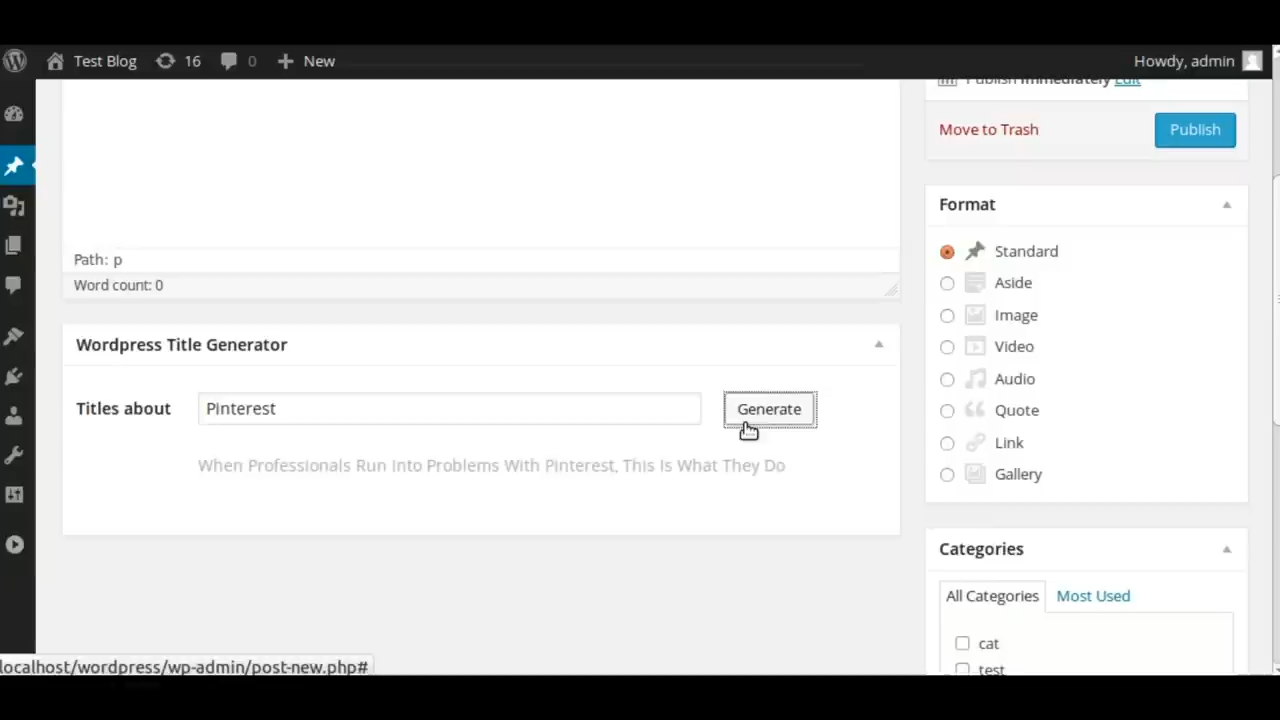 Test Blog 16 0 New Howdy, admin
Publish immediately Edit
Move to Trash Publish
Path: p
Word count: 0
Wordpress Title Generator
Titles about Pinterest Generate
When Professionals Run Into Problems With Pinterest, This Is What They Do
Format
Standard
Aside
Image
Video
Audio
Quote
Link
Gallery
Categories
All Categories Most Used
cat
test
localhost/wordpress/wp-admin/post-new.php#